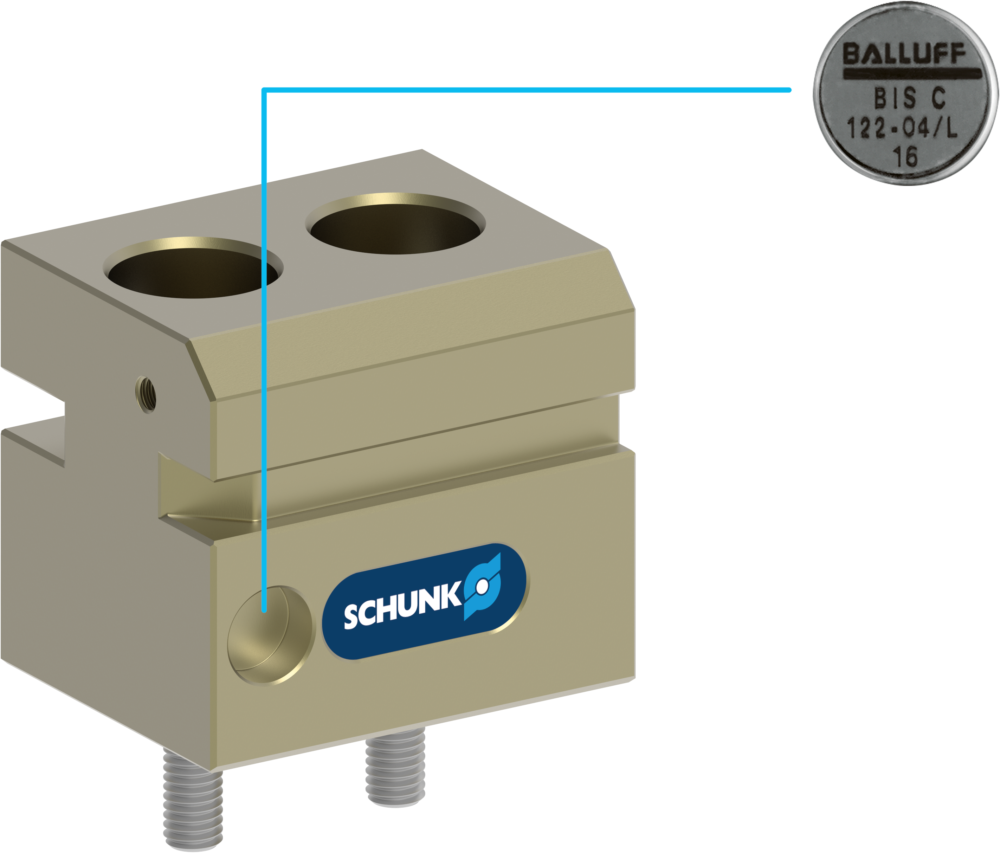 BALLUFF
BIS C
122-04/L
16
SCHUNK